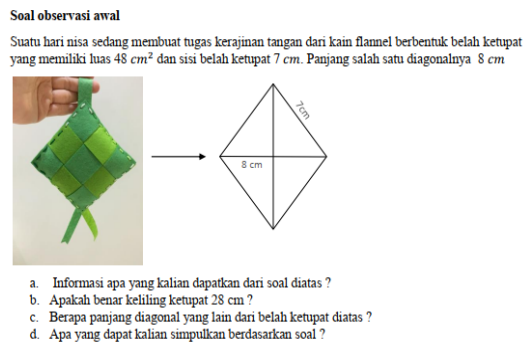 Soal observasi awal
Suatu hari nisa sedang membuat tugas kerajinan tangan dari kain flannel berbentuk belah ketupat
yang memiliki luas 48 cm² dan sisi belah ketupat 7 cm. Panjang salah satu diagonalnya 8 cm
7cm
8 cm
a. Informasi apa yang kalian dapatkan dari soal diatas ?
b. Apakah benar keliling ketupat 28 cm ?
c. Berapa panjang diagonal yang lain dari belah ketupat diatas ?
d. Apa yang dapat kalian simpulkan berdasarkan soal ?